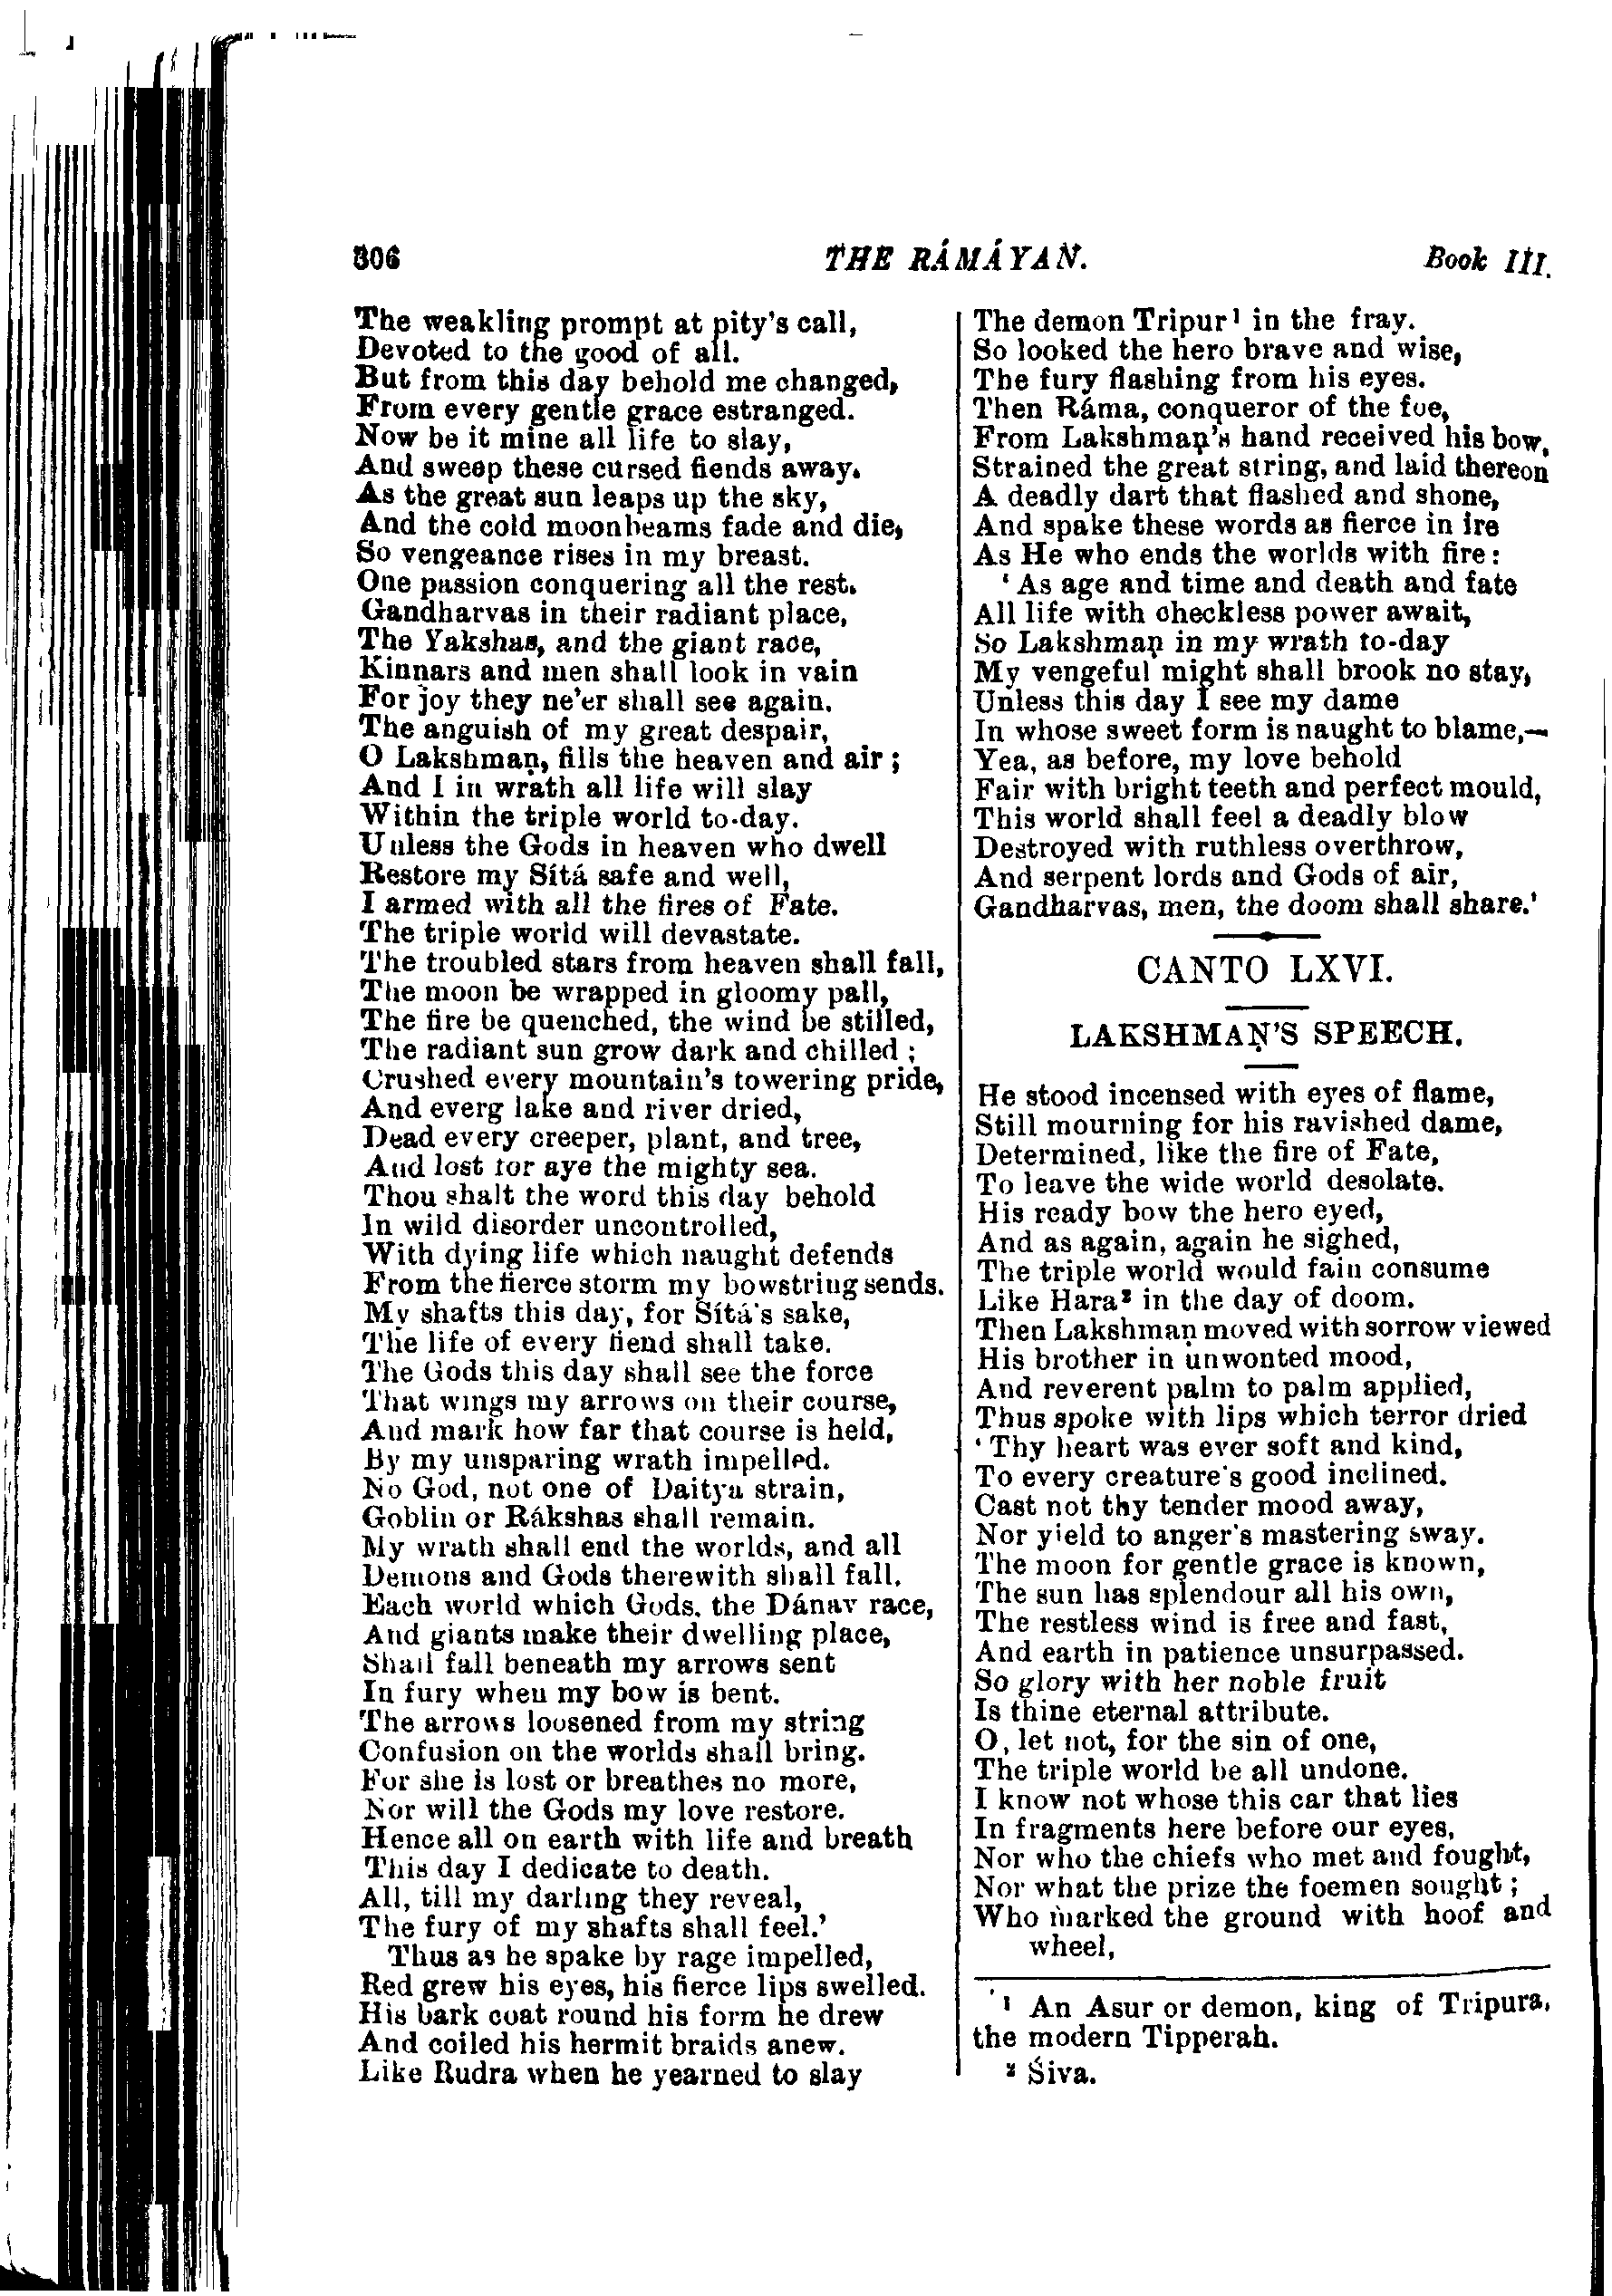 306
THE RÁMÁYAN.
Book III.
The weakling prompt at pity's call,
Devoted to the good of all.
But from this day behold me changed,
From every gentle grace estranged.
Now be it mine all life to slay,
And sweep these cursed fiends away.
As the great sun leaps up the sky,
And the cold moonbeams fade and die,
So vengeance rises in my breast.
One passion conquering all the rest.
Gandharvas in their radiant place,
The Yakshas, and the giant race,
Kinnars and men shall look in vain
For joy they ne'er shall see again.
The anguish of my great despair,
O Lakshmaṇ, fills the heaven and air;
And I in wrath all life will slay
Within the triple world to-day.
Unless the Gods in heaven who dwell
Restore my Sítá safe and well,
I armed with all the fires of Fate.
The triple world will devastate.
The troubled stars from heaven shall fall,
The moon be wrapped in gloomy pall,
The fire be quenched, the wind be stilled,
The radiant sun grow dark and chilled;
Crushed every mountain's towering pride,
And everg lake and river dried,
Dead every creeper, plant, and tree,
And lost for aye the mighty sea.
Thou shalt the word this day behold
In wild disorder uncontrolled,
With dying life which naught defends
From the fierce storm my bowstring sends.
My shafts this day, for Sítá's sake,
The life of every fiend shall take.
The Gods this day shall see the force
That wings my arrows on their course,
And mark how far that course is held,
By my unsparing wrath impelled.
No God, not one of Daitya strain,
Goblin or Rákshas shall remain.
My wrath shall end the worlds, and all
Demons and Gods therewith shall fall.
Each world which Gods. the Dánav race,
And giants make their dwelling place,
Shall fall beneath my arrows sent
In fury when my bow is bent.
The arrows loosened from my string
Confusion on the worlds shall bring.
For she is lost or breathes no more,
Nor will the Gods my love restore.
Hence all on earth with life and breath
This day I dedicate to death.
All, till my darling they reveal,
The fury of my shafts shall feel.'
Thus as he spake by rage impelled,
Red grew his eyes, his fierce lips swelled.
His bark coat round his form he drew
And coiled his hermit braids anew.
Like Rudra when he yearned to slay
The demon Tripur¹ in the fray.
So looked the hero brave and wise,
The fury flashing from his eyes.
Then Ráma, conqueror of the foe,
From Lakshmaṇ's hand received his bow,
Strained the great string, and laid thereon
A deadly dart that flashed and shone,
And spake these words as fierce in ire
As He who ends the worlds with fire:
'As age and time and death and fate
All life with checkless power await,
So Lakshmaṇ in my wrath to-day
My vengeful might shall brook no stay,
Unless this day I see my dame
In whose sweet form is naught to blame,—
Yea, as before, my love behold
Fair with bright teeth and perfect mould,
This world shall feel a deadly blow
Destroyed with ruthless overthrow,
And serpent lords and Gods of air,
Gandharvas, men, the doom shall share.'
CANTO LXVI.
LAKSHMAṆ'S SPEECH.
He stood incensed with eyes of flame,
Still mourning for his ravished dame,
Determined, like the fire of Fate,
To leave the wide world desolate.
His ready bow the hero eyed,
And as again, again he sighed,
The triple world would fain consume
Like Hara² in the day of doom.
Then Lakshmaṇ moved with sorrow viewed
His brother in unwonted mood,
And reverent palm to palm applied,
Thus spoke with lips which terror dried
'Thy heart was ever soft and kind,
To every creature's good inclined.
Cast not thy tender mood away,
Nor yield to anger's mastering sway.
The moon for gentle grace is known,
The sun has splendour all his own,
The restless wind is free and fast,
And earth in patience unsurpassed.
So glory with her noble fruit
Is thine eternal attribute.
O, let not, for the sin of one,
The triple world be all undone.
I know not whose this car that lies
In fragments here before our eyes,
Nor who the chiefs who met and fought,
Nor what the prize the foemen sought;
Who marked the ground with hoof and
wheel,
¹ An Asur or demon, king of Tripura,
the modern Tipperah.
² Śiva.